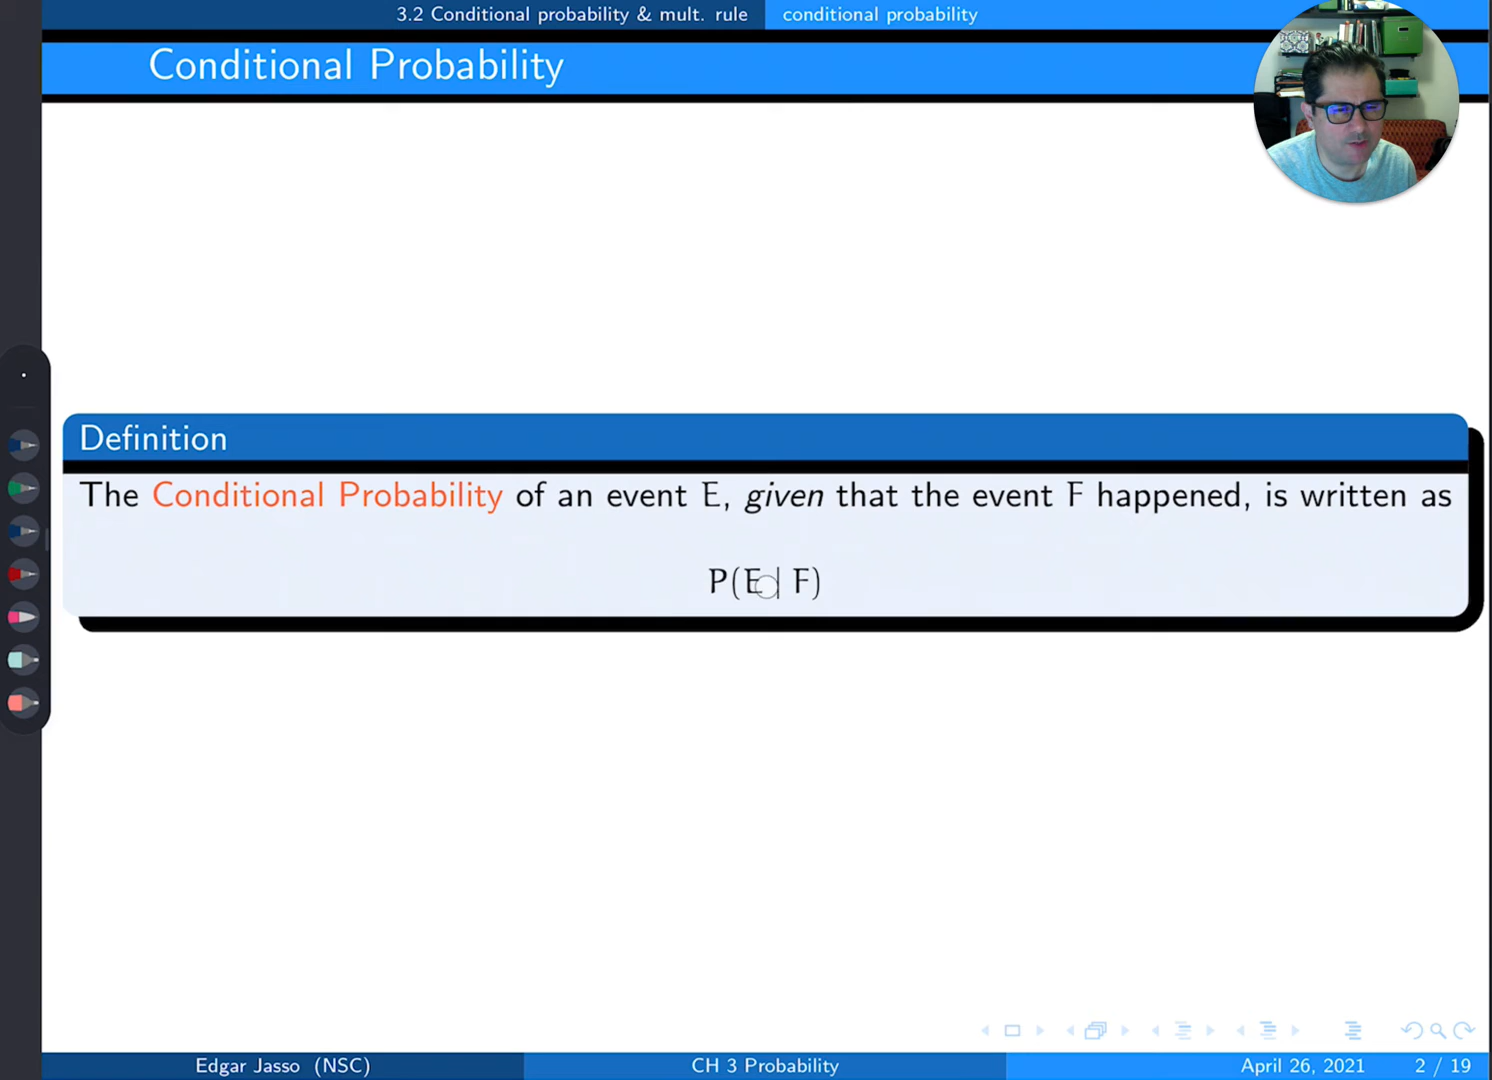 3.2 Conditional probability & mult. rule conditional probability
Conditional Probability
Definition
The Conditional Probability of an event E, given that the event F happened, is written as
P(E | F)
Edgar Jasso (NSC) CH 3 Probability April 26, 2021 2 / 19